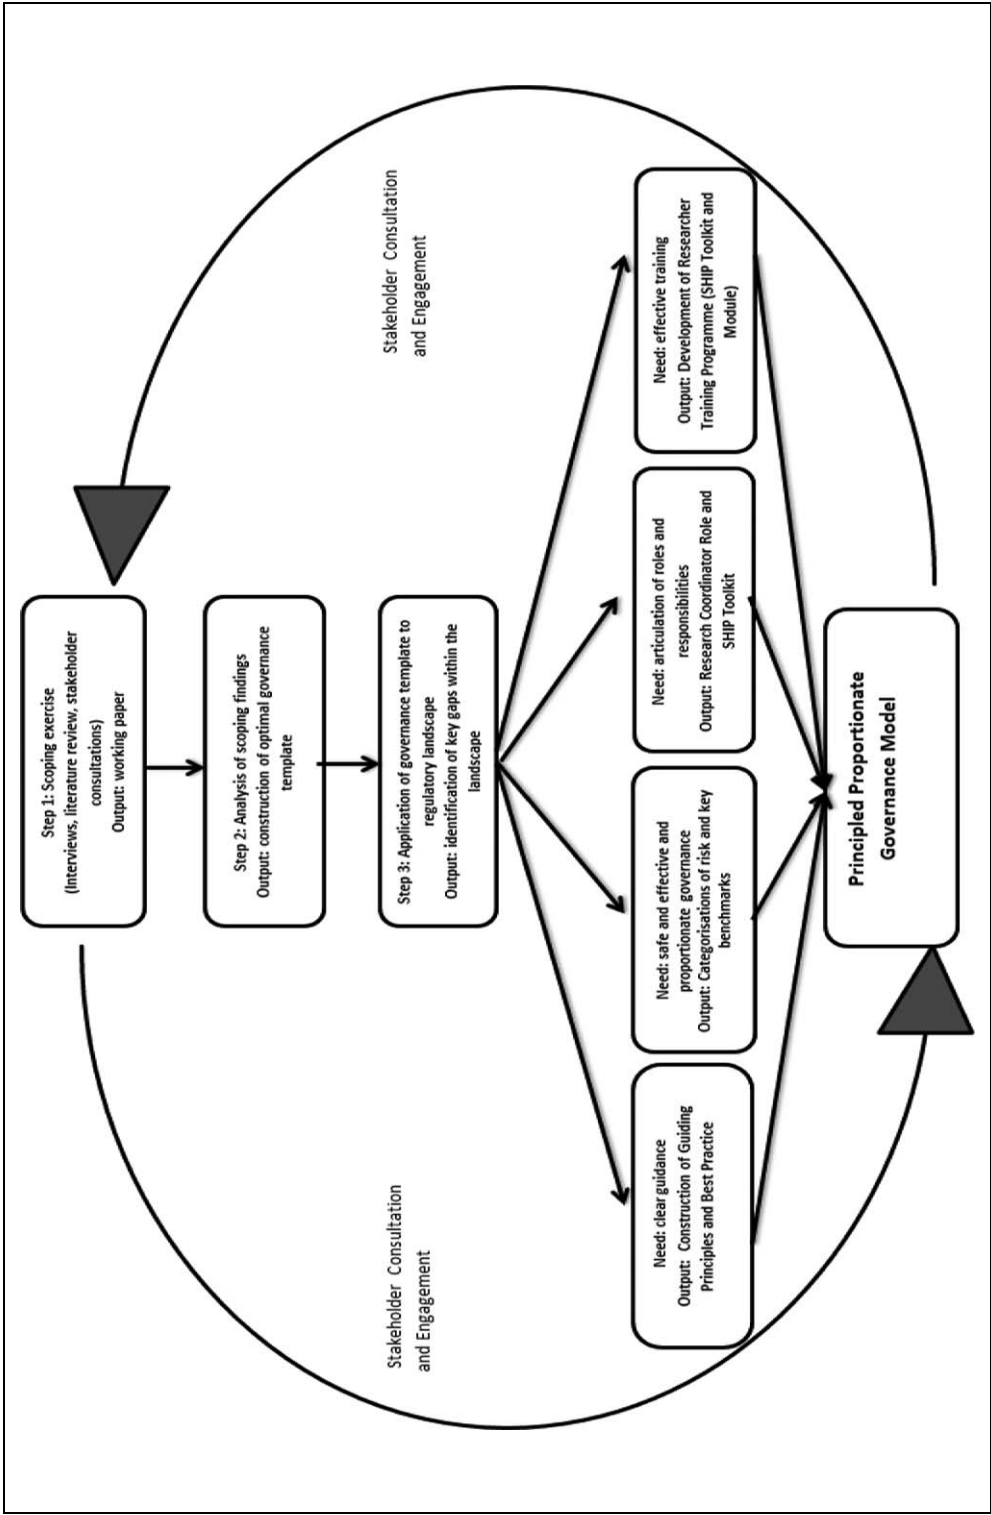 Step 1: Scoping exercise
(Interviews, literature review, stakeholder
consultations)
Output: working paper
Step 2: Analysis of scoping findings
Output: construction of optimal governance
template
Step 3: Application of governance template to
regulatory landscape
Output: identification of key gaps within the
landscape
Stakeholder Consultation
and Engagement
Stakeholder Consultation
and Engagement
Need: clear guidance
Output: Construction of Guiding
Principles and Best Practice
Need: safe and effective and
proportionate governance
Output: Categorisations of risk and key
benchmarks
Need: articulation of roles and
responsibilities
Output: Research Coordinator Role and
SHIP Toolkit
Need: effective training
Output: Development of Researcher
Training Programme (SHIP Toolkit and
Module)
Principled Proportionate
Governance Model